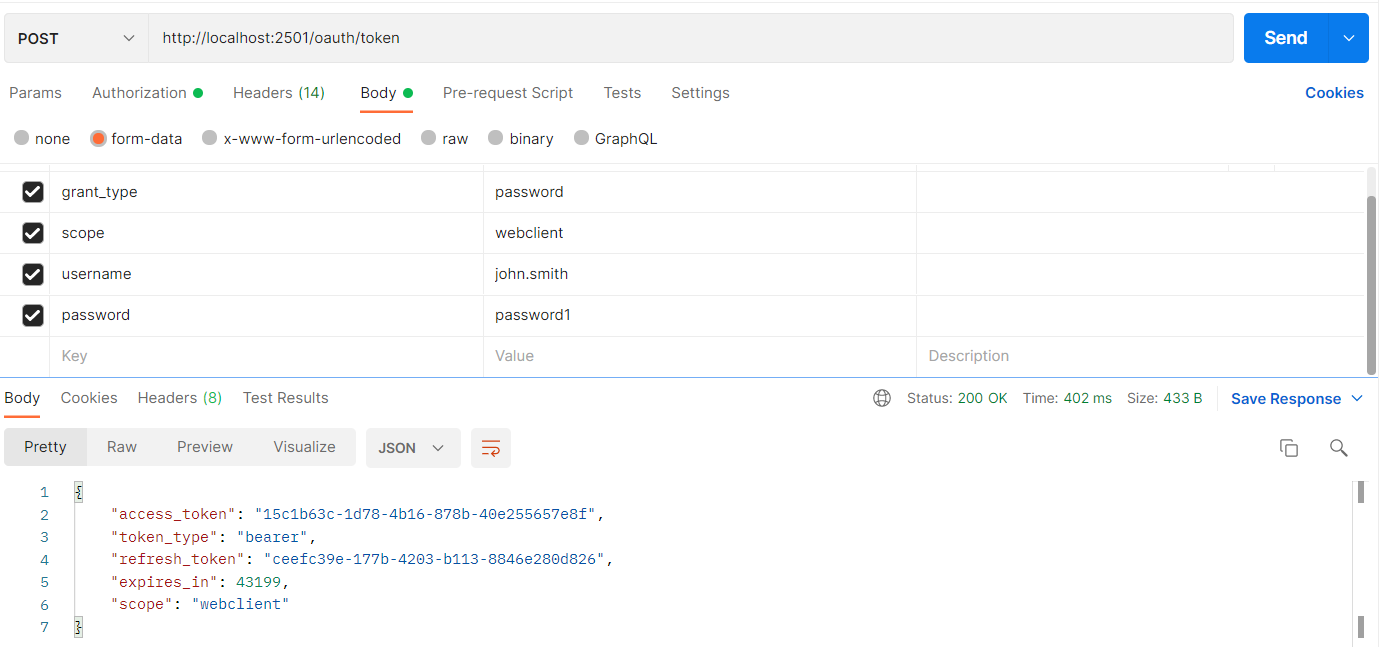 POST http://localhost:2501/oauth/token Send
Params Authorization Headers (14) Body Pre-request Script Tests Settings Cookies
none form-data x-www-form-urlencoded raw binary GraphQL
grant_type password
scope webclient
username john.smith
password password1
Key Value Description
Body Cookies Headers (8) Test Results Status: 200 OK Time: 402 ms Size: 433 B Save Response
Pretty Raw Preview Visualize JSON
1 {
2 "access_token": "15c1b63c-1d78-4b16-878b-40e255657e8f",
3 "token_type": "bearer",
4 "refresh_token": "ceefc39e-177b-4203-b113-8846e280d826",
5 "expires_in": 43199,
6 "scope": "webclient"
7 }